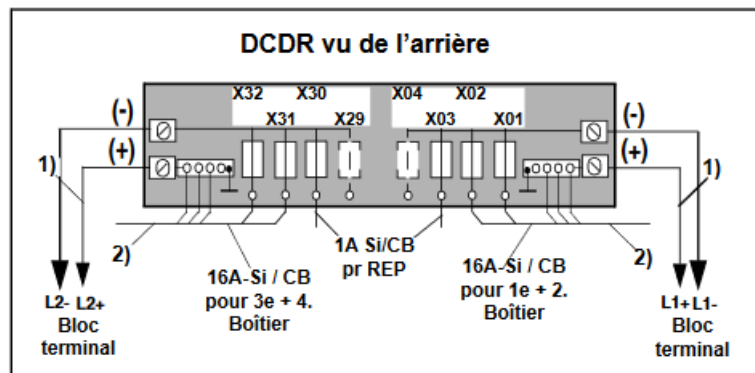 DCDR vu de l'arrière
X32 X30 X04 X02
X31 X29 X03 X01
(-) (-)
(+) (+)
1) 1)
2) 2)
1A Si/CB
pr REP
16A-Si / CB
pour 3e + 4.
Boîtier
16A-Si / CB
pour 1e + 2.
Boîtier
L2- L2+
Bloc
terminal
L1+ L1-
Bloc
terminal